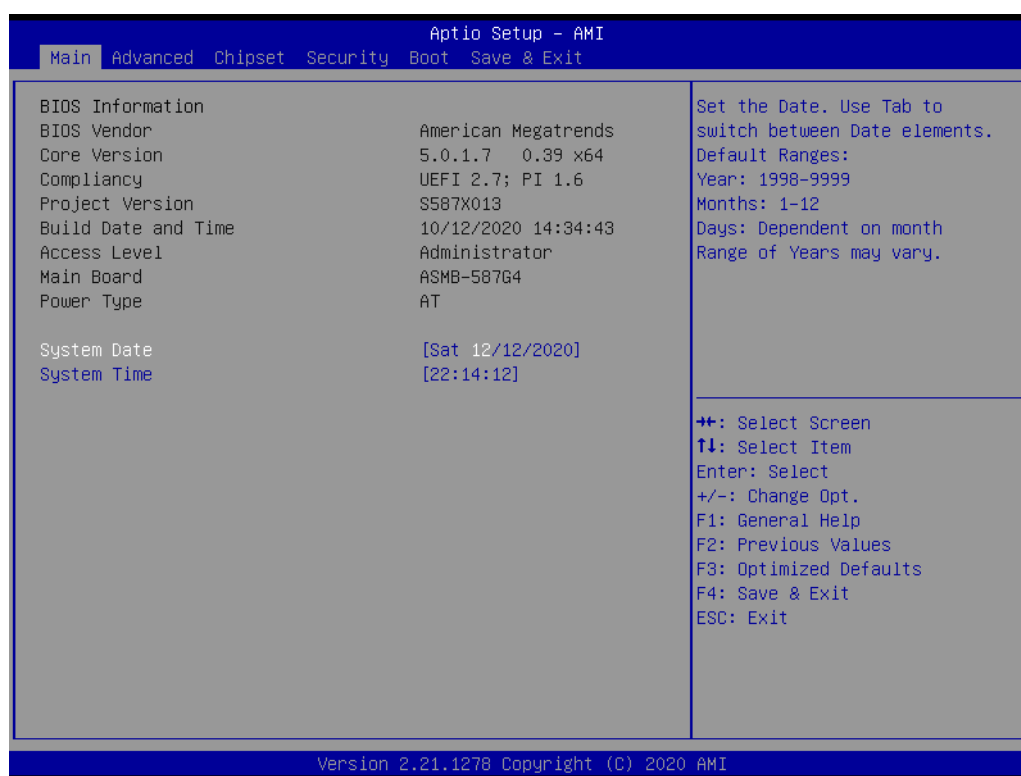 Aptio Setup – AMI
Main Advanced Chipset Security Boot Save & Exit
BIOS Information
BIOS Vendor American Megatrends
Core Version 5.0.1.7 0.39 x64
Compliancy UEFI 2.7; PI 1.6
Project Version S587X013
Build Date and Time 10/12/2020 14:34:43
Access Level Administrator
Main Board ASMB-587G4
Power Type AT
System Date [Sat 12/12/2020]
System Time [22:14:12]
Set the Date. Use Tab to
switch between Date elements.
Default Ranges:
Year: 1998-9999
Months: 1-12
Days: Dependent on month
Range of Years may vary.
→←: Select Screen
↑↓: Select Item
Enter: Select
+/-: Change Opt.
F1: General Help
F2: Previous Values
F3: Optimized Defaults
F4: Save & Exit
ESC: Exit
Version 2.21.1278 Copyright (C) 2020 AMI